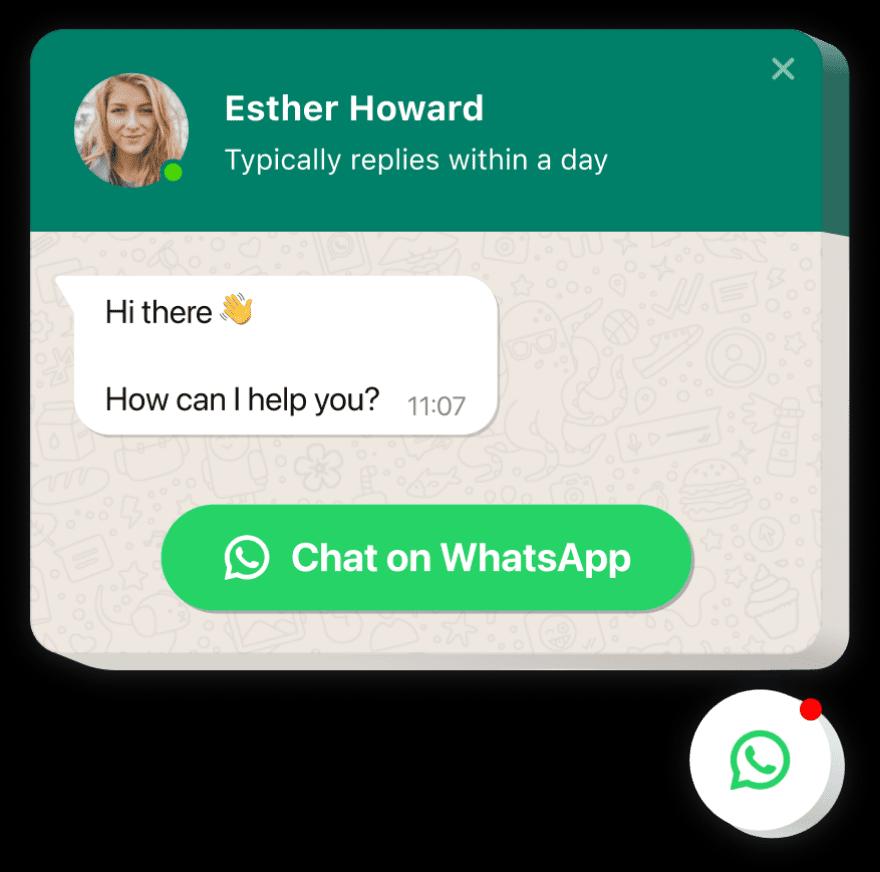 Esther Howard
Typically replies within a day
Hi there 👋
How can I help you? 11:07
Chat on WhatsApp